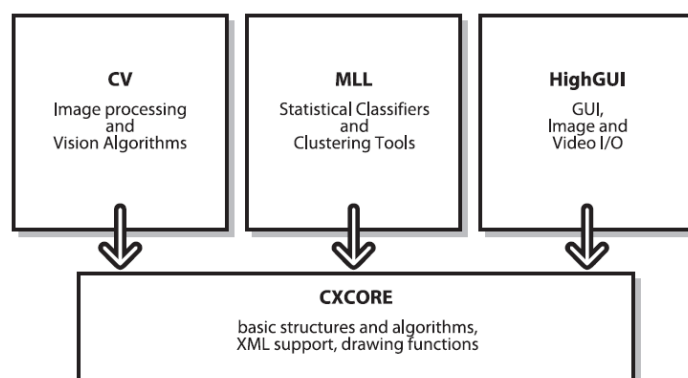 CV
Image processing
and
Vision Algorithms
MLL
Statistical Classifiers
and
Clustering Tools
HighGUI
GUI,
Image and
Video I/O
CXCORE
basic structures and algorithms,
XML support, drawing functions